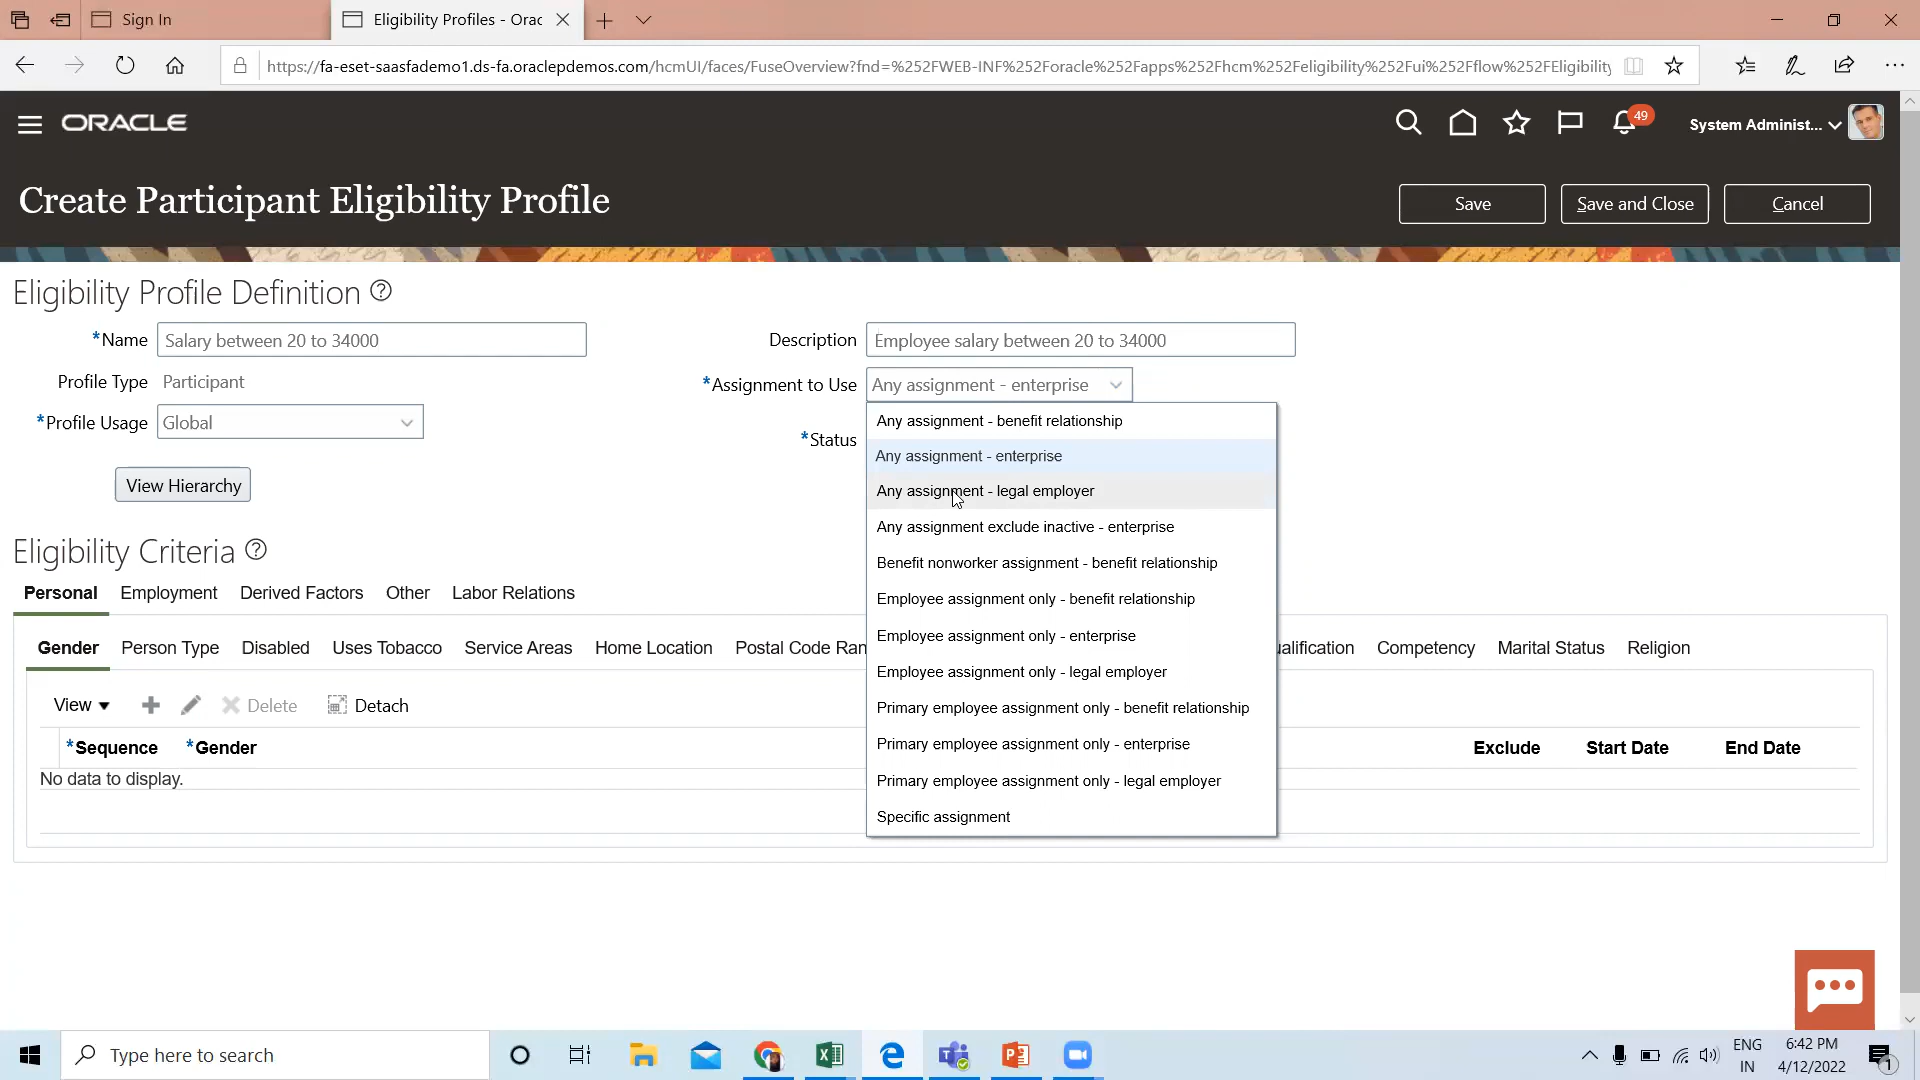 Sign In
Eligibility Profiles - Orac
https://fa-eset-saasfademo1.ds-fa.oraclepdemos.com/hcmUI/faces/FuseOverview?fnd=%252FWEB-INF%252Foracle%252Fapps%252Fhcm%252Feligibility%252Fui%252Fflow%252FEligibility
ORACLE
49
System Administ...
Create Participant Eligibility Profile
Save
Save and Close
Cancel
Eligibility Profile Definition ?
*Name Salary between 20 to 34000
Description Employee salary between 20 to 34000
Profile Type Participant
*Assignment to Use Any assignment - enterprise
*Profile Usage Global
*Status
Any assignment - benefit relationship
Any assignment - enterprise
Any assignment - legal employer
Any assignment exclude inactive - enterprise
Benefit nonworker assignment - benefit relationship
Employee assignment only - benefit relationship
Employee assignment only - enterprise
Employee assignment only - legal employer
Primary employee assignment only - benefit relationship
Primary employee assignment only - enterprise
Primary employee assignment only - legal employer
Specific assignment
View Hierarchy
Eligibility Criteria ?
Personal Employment Derived Factors Other Labor Relations
Gender Person Type Disabled Uses Tobacco Service Areas Home Location Postal Code Ran ualification Competency Marital Status Religion
View Delete Detach
*Sequence *Gender Exclude Start Date End Date
No data to display.
Type here to search
ENG
IN
6:42 PM
4/12/2022
1